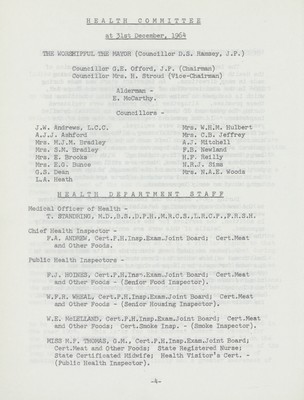 HEALTH COMMITTEE
at 31st December, 1964
THE WORSHIPFUL THE MAYOR (Councillor D.S. Ramsey, J.P.)
Councillor G.E. Offord, J.P. (Chairman)
Councillor Mrs. H. Stroud (Vice-Chairman)
Alderman -
E. McCarthy.
Councillors -
J.W. Andrews, L.C.C.
A.J.J. Ashford
Mrs. M.J.M. Bradley
Mrs. S.M. Bradley
Mrs. E. Brooks
Mrs. E.G. Bunce
G.S. Dean
L.A. Heath
Mrs. W.H.M. Hulbert
Mrs. C.B. Jeffrey
A.J. Mitchell
F.B. Newland
H.P. Reilly
H.R.J. Sims
Mrs. N.A.E. Woods
HEALTH DEPARTMENT STAFF
Medical Officer of Health -
T. STANDRING, M.D.,B.S.,D.P.H.,M.R.C.S.,L.R.C.P.,F.R.S.H.
Chief Health Inspector -
F.R. ANDREW, Cert.P.H.Insp.Exam.Joint Board; Cert.Meat
and Other Foods.
Public Health Inspectors -
F.J. HUGHES, Cert.P.H.Insp.Exam.Joint Board; Cert.Meat
and Other Foods - (Senior Food Inspector).
W.F.H. WHEAL, Cert.P.H.Insp.Exam.Joint Board; Cert.Meat
and Other Foods - (Senior Housing Inspector).
W.E. McLELLAND, Cert.P.H.Insp.Exam.Joint Board; Cert.Meat
and Other Foods; Cert.Smoke Insp. - (Smoke Inspector).
MISS M.P. THOMAS, G.M., Cert.P.H.Insp.Exam.Joint Board;
Cert.Meat and Other Foods; State Registered Nurse;
State Certificated Midwife; Health Visitor's Cert. -
(Public Health Inspector).
-4-